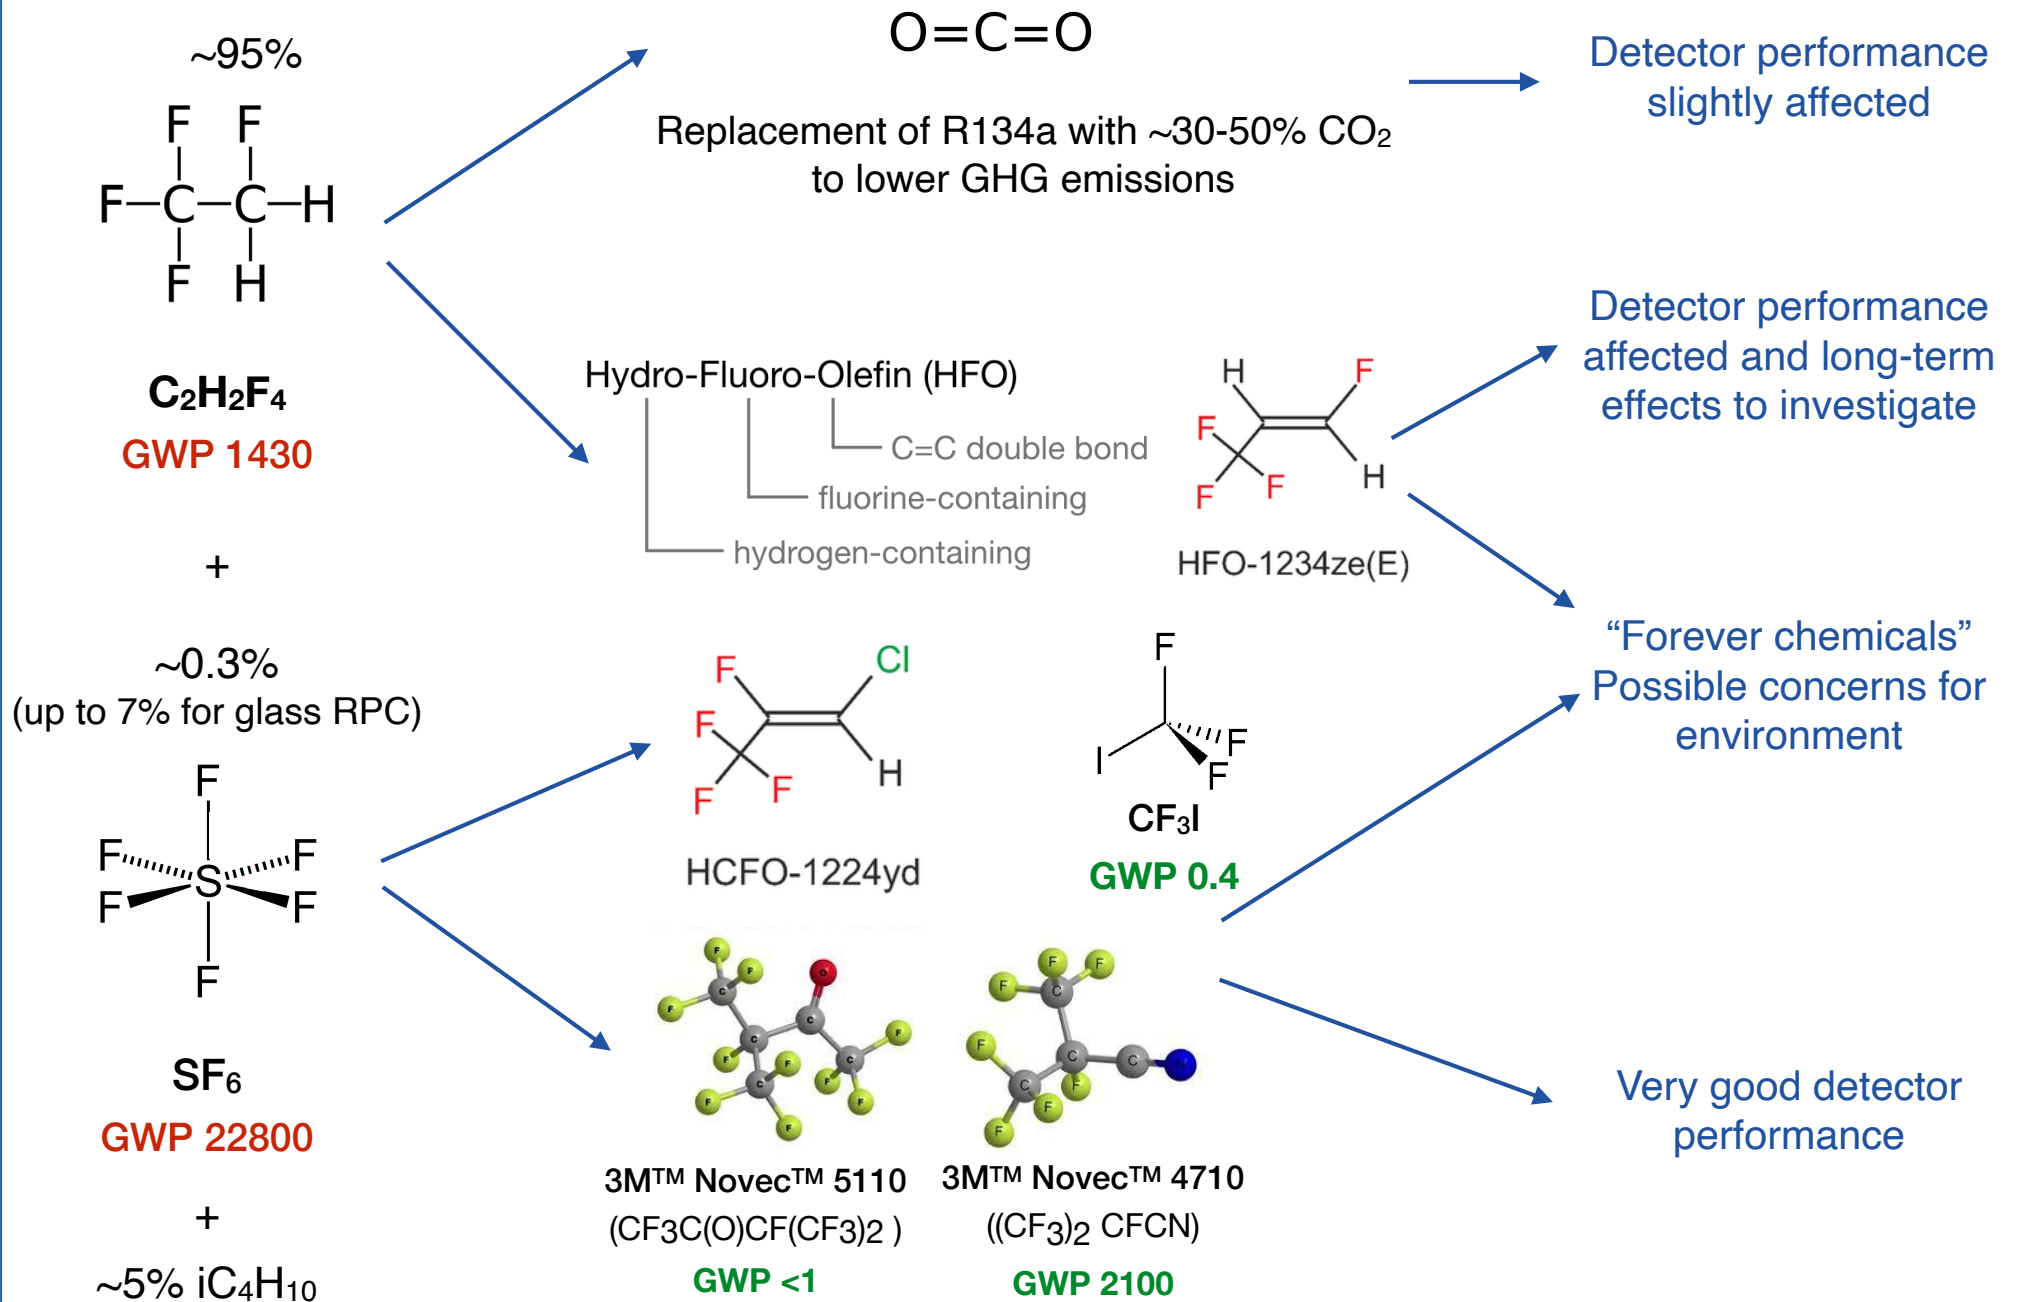 ~95%
F F
F–C–C–H
F H
C₂H₂F₄
GWP 1430
+
~0.3%
(up to 7% for glass RPC)
F
F F
S
F F
F
SF₆
GWP 22800
+
~5% iC₄H₁₀
O=C=O
Replacement of R134a with ~30-50% CO₂
to lower GHG emissions
Hydro-Fluoro-Olefin (HFO)
C=C double bond
fluorine-containing
hydrogen-containing
H F
F
F F H
HFO-1234ze(E)
F Cl
F
F F H
HCFO-1224yd
F
I F
F
CF₃I
GWP 0.4
F F F O C C C F F C F C F F F F
3M™ Novec™ 5110
(CF3C(O)CF(CF3)2 )
GWP <1
F F F C F C C C F F F
3M™ Novec™ 4710
((CF₃)₂ CFCN)
GWP 2100
Detector performance
slightly affected
Detector performance
affected and long-term
effects to investigate
“Forever chemicals”
Possible concerns for
environment
Very good detector
performance